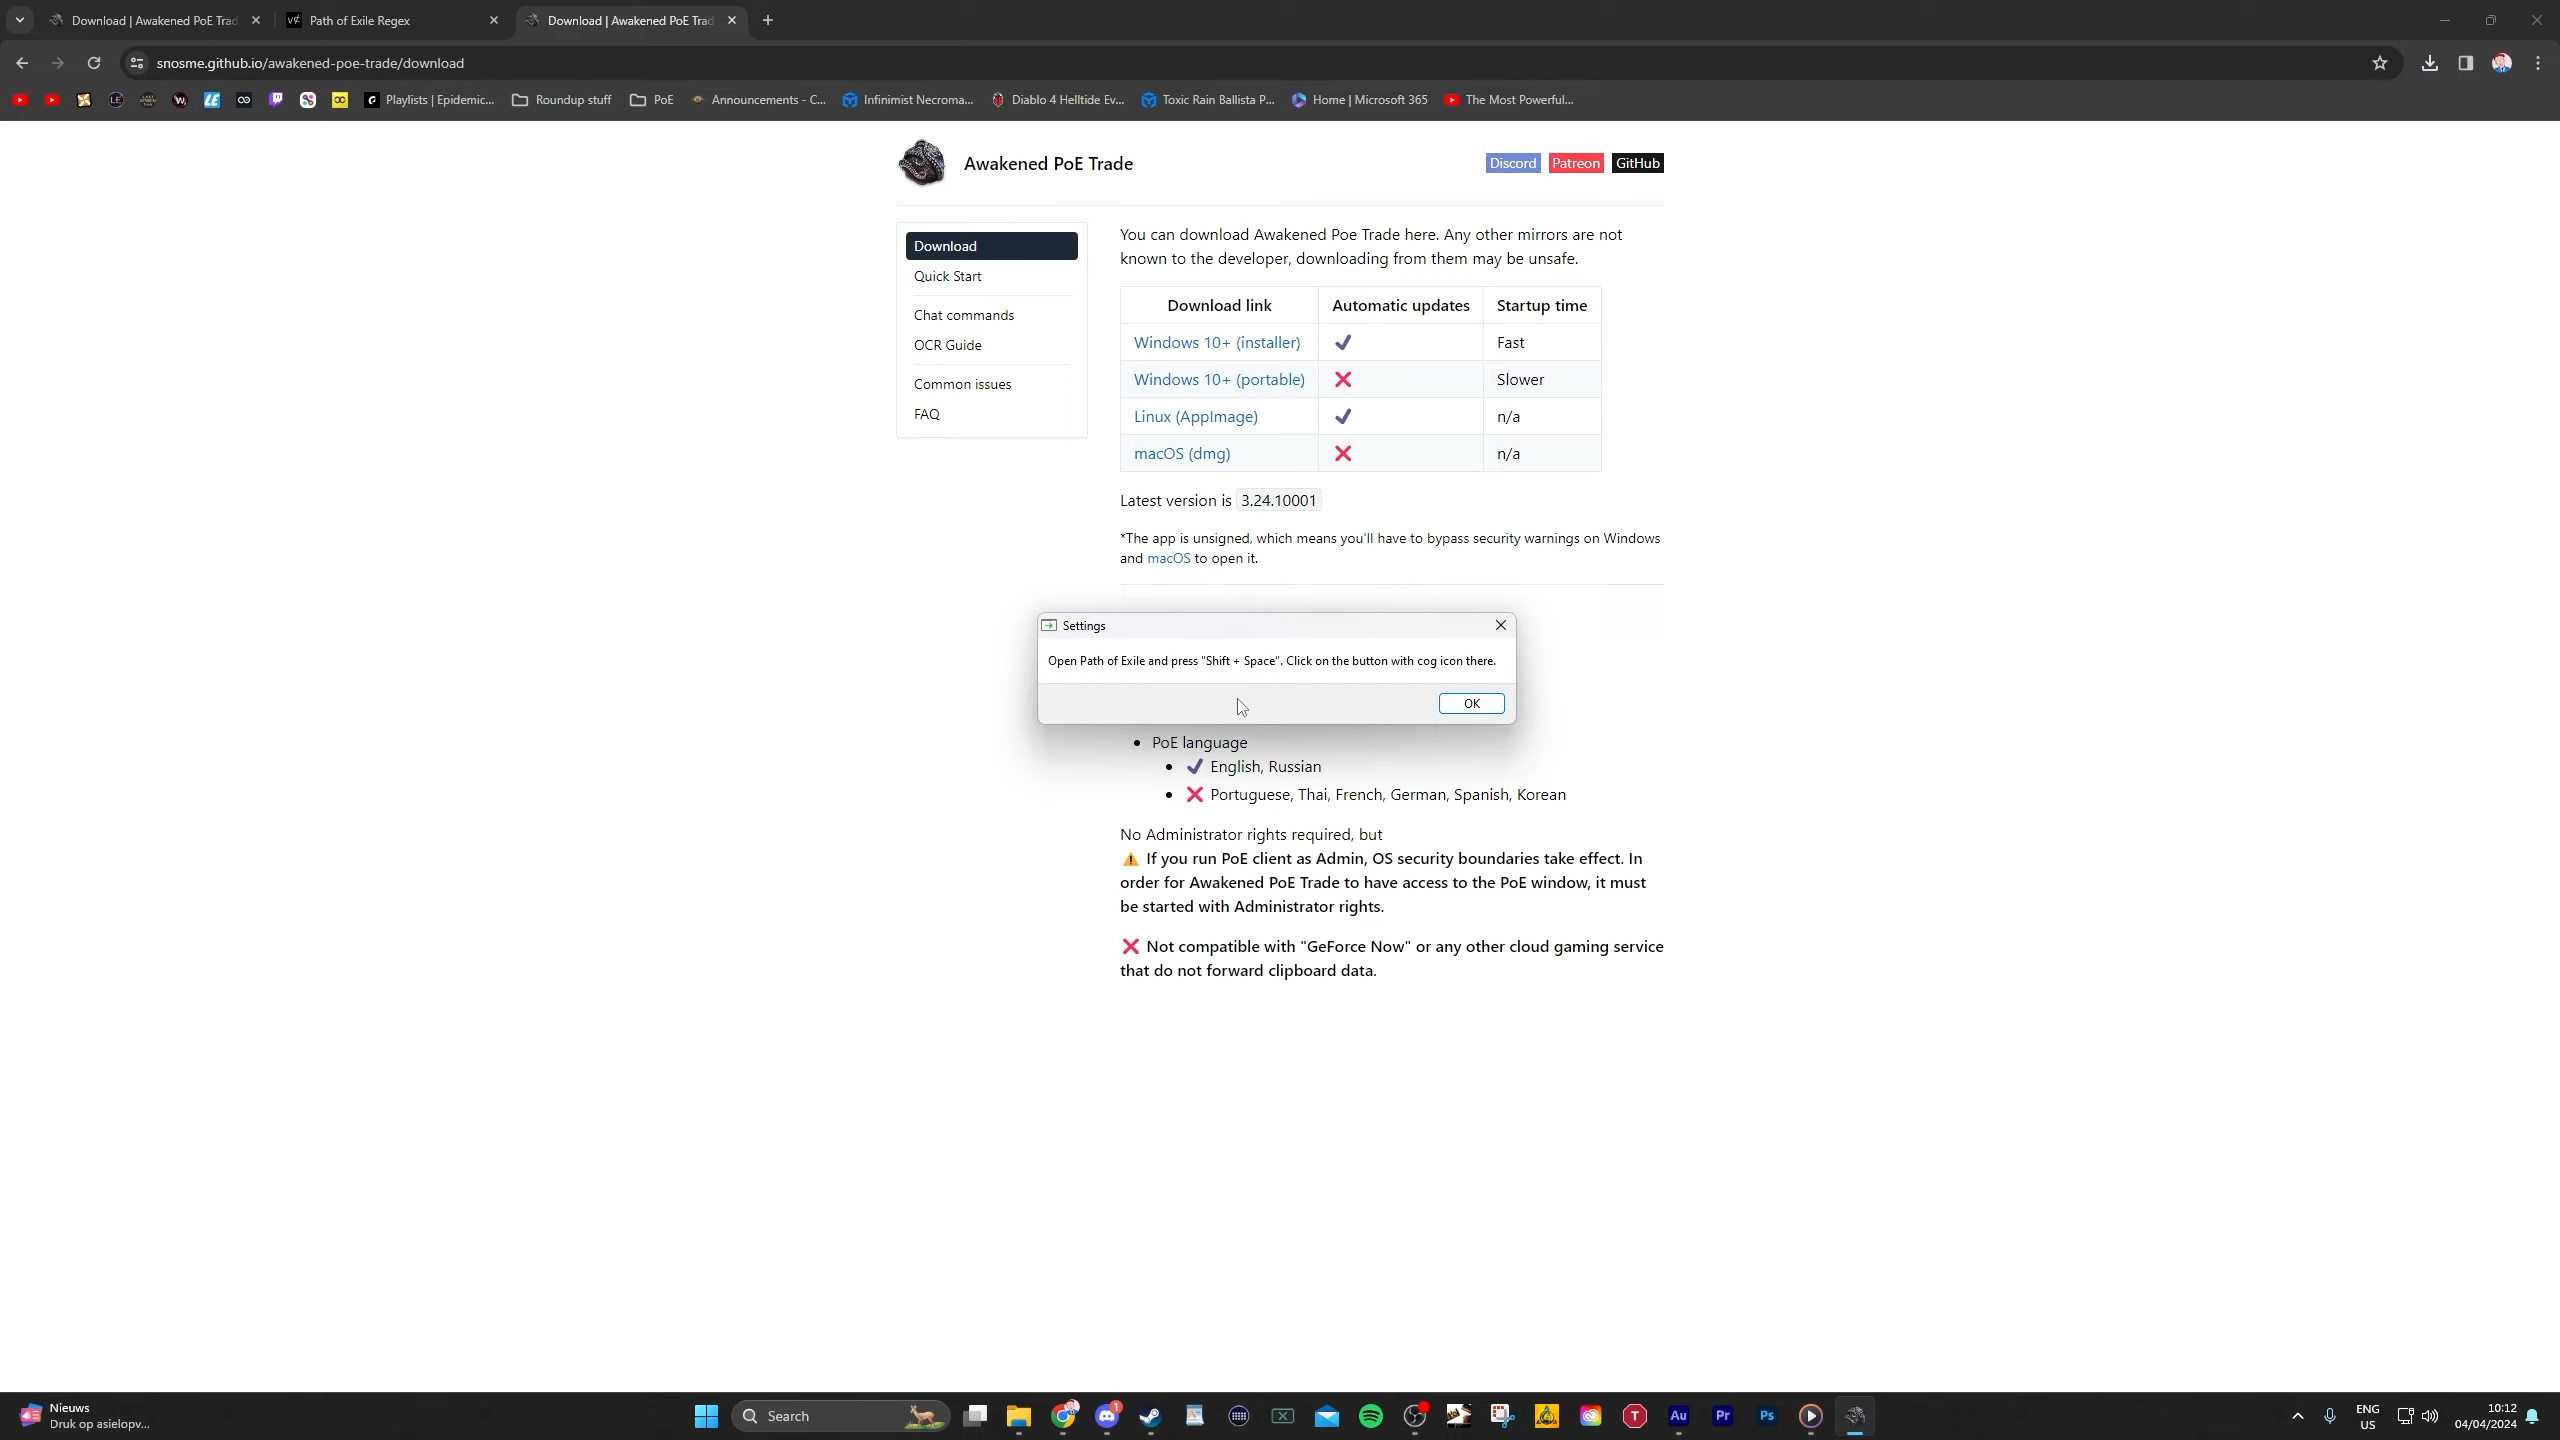 Download | Awakened PoE Trad
Path of Exile Regex
Download | Awakened PoE Trad
snosme.github.io/awakened-poe-trade/download
Playlists | Epidemic...
Roundup stuff
PoE
Announcements - C...
Infinimist Necroma...
Diablo 4 Helltide Ev...
Toxic Rain Ballista P...
Home | Microsoft 365
The Most Powerful...
Awakened PoE Trade
Discord
Patreon
GitHub
Download
Quick Start
Chat commands
OCR Guide
Common issues
FAQ
You can download Awakened Poe Trade here. Any other mirrors are not
known to the developer, downloading from them may be unsafe.
Download link Automatic updates Startup time
Windows 10+ (installer) ✔ Fast
Windows 10+ (portable) ❌ Slower
Linux (AppImage) ✔ n/a
macOS (dmg) ❌ n/a
Latest version is 3.24.10001
*The app is unsigned, which means you'll have to bypass security warnings on Windows
and macOS to open it.
Settings
Open Path of Exile and press "Shift + Space". Click on the button with cog icon there.
OK
• PoE language
• ✔ English, Russian
• ❌ Portuguese, Thai, French, German, Spanish, Korean
No Administrator rights required, but
⚠ If you run PoE client as Admin, OS security boundaries take effect. In
order for Awakened PoE Trade to have access to the PoE window, it must
be started with Administrator rights.
❌ Not compatible with "GeForce Now" or any other cloud gaming service
that do not forward clipboard data.
Nieuws
Druk op asielopv...
Search
1
T
Au
Pr
Ps
ENG
US
10:12
04/04/2024